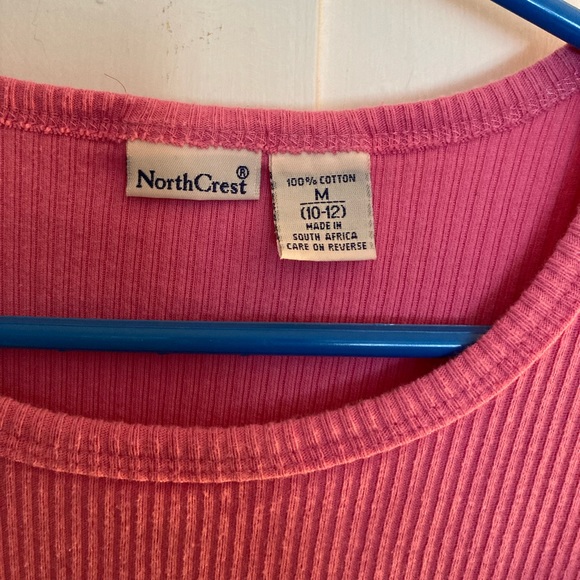 NorthCrest®
100% COTTON
M
(10-12)
MADE IN
SOUTH AFRICA
CARE ON REVERSE